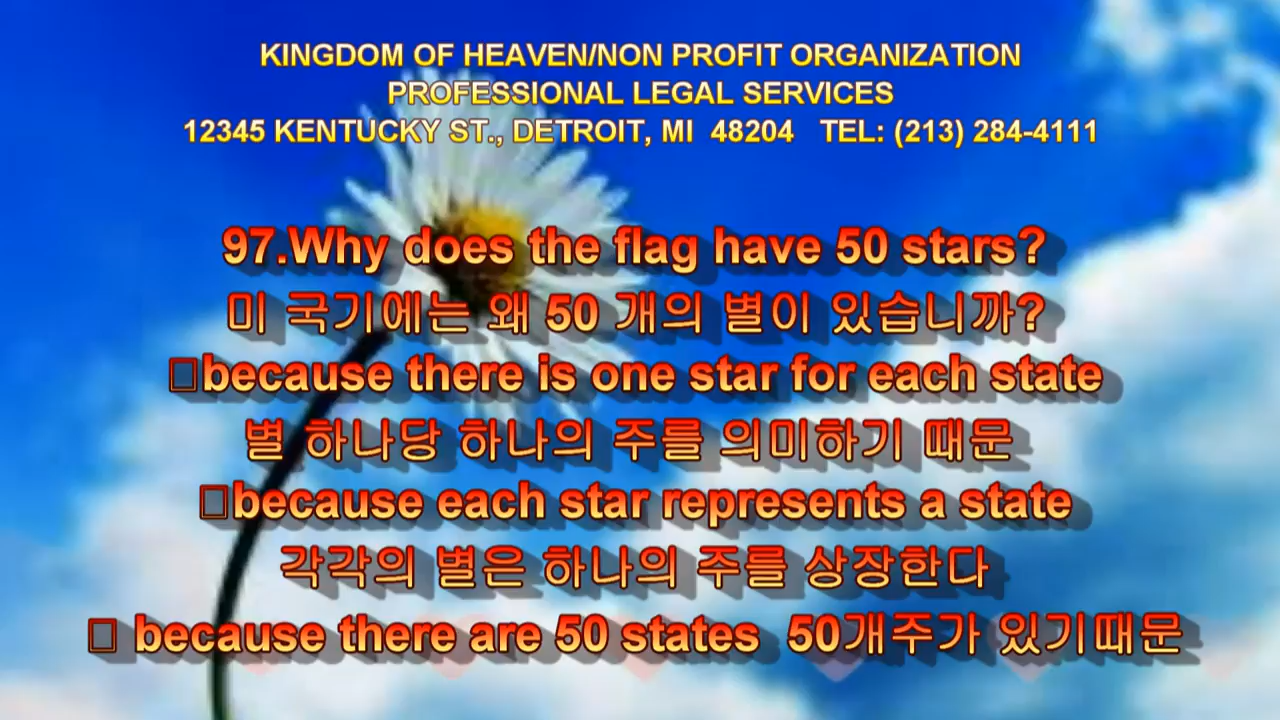 KINGDOM OF HEAVEN/NON PROFIT ORGANIZATION
PROFESSIONAL LEGAL SERVICES
12345 KENTUCKY ST., DETROIT, MI 48204 TEL: (213) 284-4111
97.Why does the flag have 50 stars?
미 국기에는 왜 50 개의 별이 있습니까?
□because there is one star for each state
별 하나당 하나의 주를 의미하기 때문
□because each star represents a state
각각의 별은 하나의 주를 상장한다
□ because there are 50 states 50개주가 있기때문